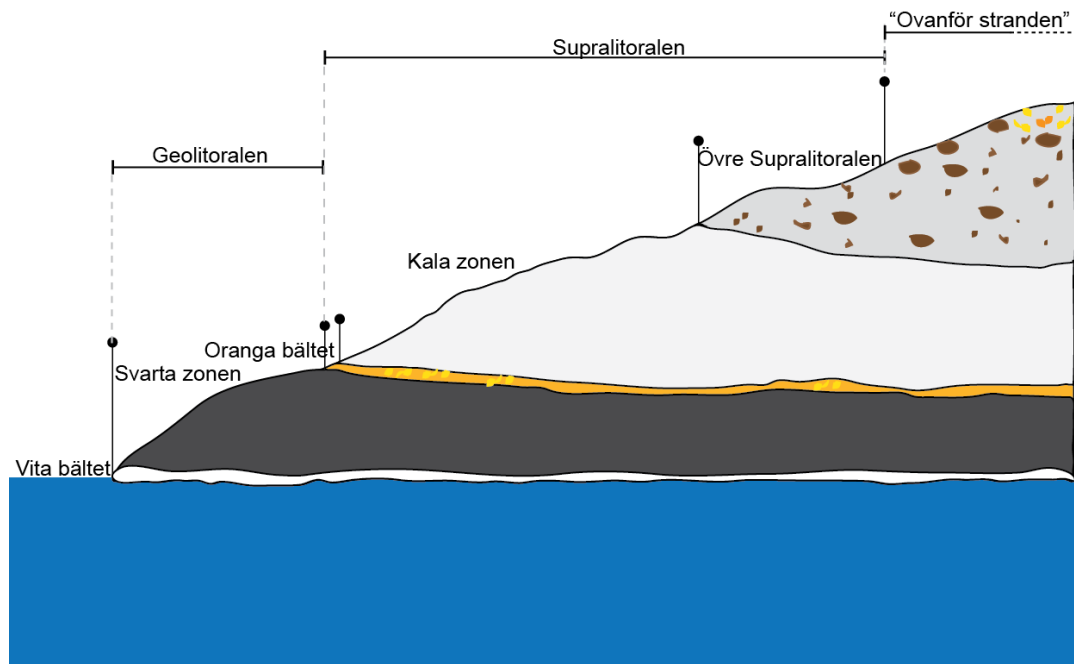 “Ovanför stranden”
Supralitoralen
Geolitoralen
Övre Supralitoralen
Kala zonen
Oranga bältet
Svarta zonen
Vita bältet